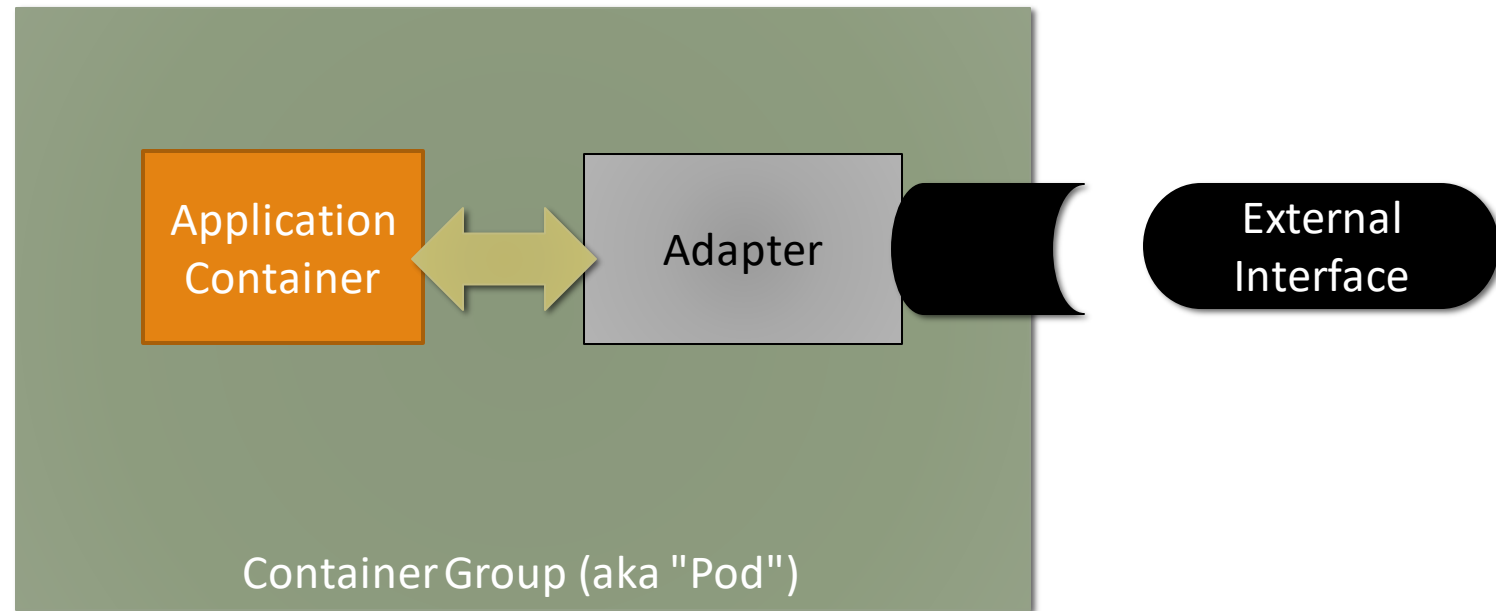 Application
Container
Adapter
External
Interface
Container Group (aka "Pod")